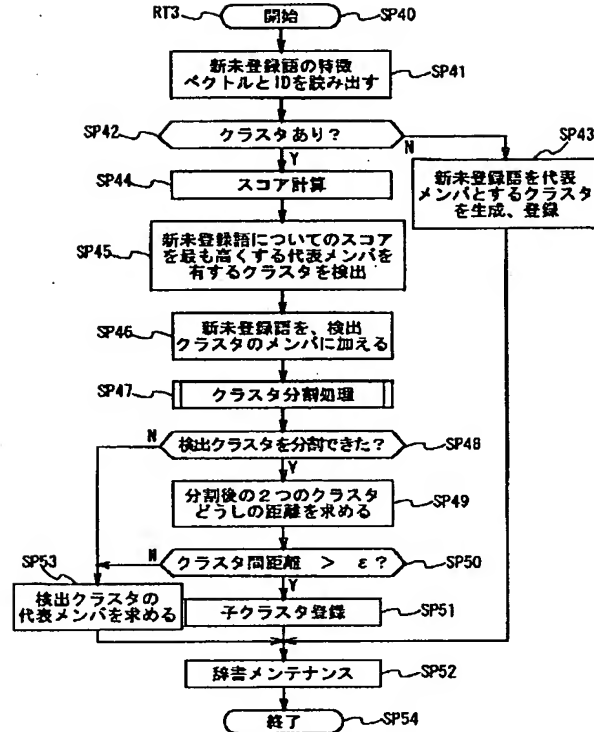 RT3 開始 SP40
新未登録語の特徴
ベクトルとIDを読み出す SP41
SP42 クラスタあり? N SP43
Y
SP44 スコア計算
新未登録語を代表
メンバとするクラスタ
を生成、登録
SP45 新未登録語についてのスコア
を最も高くする代表メンバを
有するクラスタを検出
SP46 新未登録語を、検出
クラスタのメンバに加える
SP47 クラスタ分割処理
N 検出クラスタを分割できた? SP48
Y
分割後の2つのクラスタ
どうしの距離を求める SP49
N クラスタ間距離 > ε? SP50
Y
SP53 検出クラスタの
代表メンバを求める
子クラスタ登録 SP51
辞書メンテナンス SP52
終了 SP54